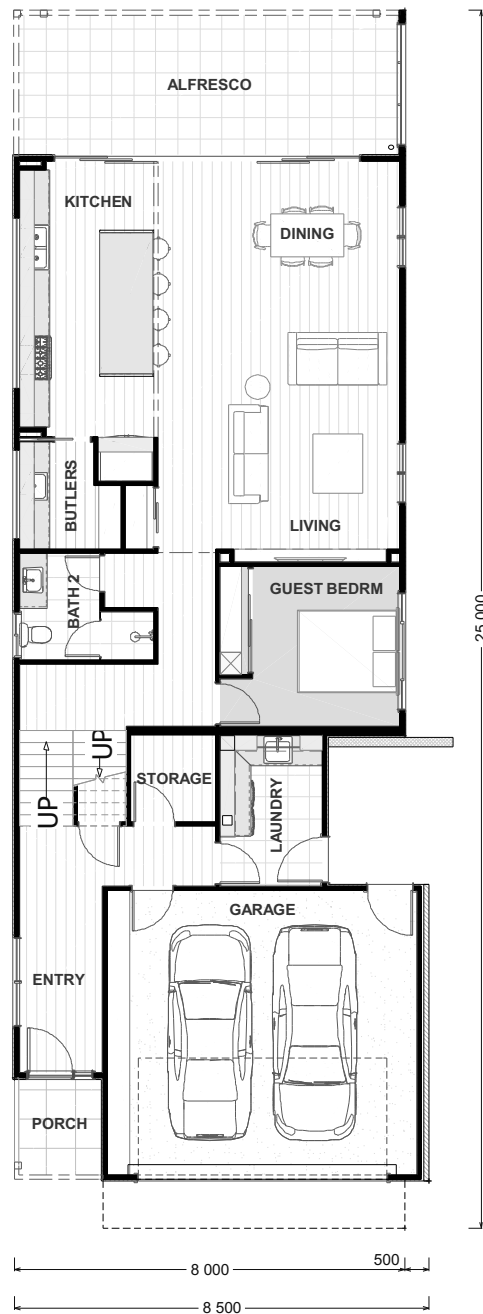 ALFRESCO
KITCHEN
DINING
BUTLERS
LIVING
BATH 2
GUEST BEDRM
25 000
UP
UP
STORAGE
LAUNDRY
GARAGE
ENTRY
PORCH
8 000
500
8 500